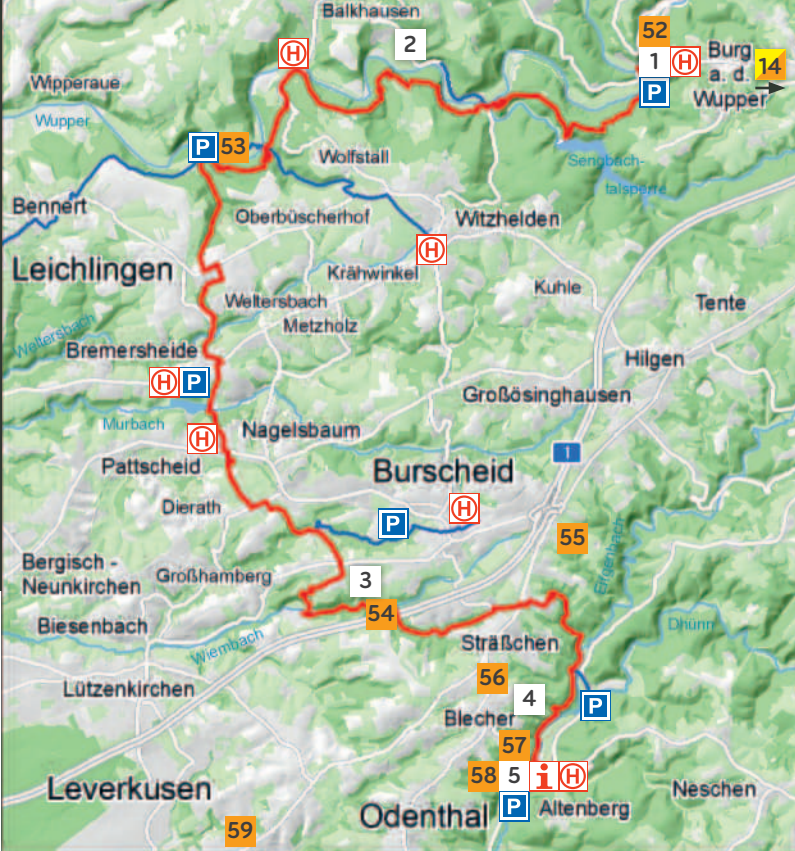 Balkhausen
52
2
H
1
H
Burg
a. d.
Wupper
14
P
Wipperaue
Wupper
P
53
Wolfstall
Sengbach-
talsperre
Bennert
Oberbüscherhof
Witzhelden
H
Leichlingen
Krähwinkel
Kuhle
Weltersbach
Tente
Metzholz
Weltersbach
Bremersheide
Hilgen
H
P
Großösinghausen
Murbach
H
Nagelsbaum
1
Pattscheid
Burscheid
Dierath
H
P
55
Eifgenbach
Bergisch -
Neunkirchen
Großhamberg
3
54
Biesenbach
Wiembach
Sträßchen
Dhünn
56
Lützenkirchen
4
P
Blecher
57
58
5
i
H
Leverkusen
Neschen
P
Altenberg
Odenthal
59